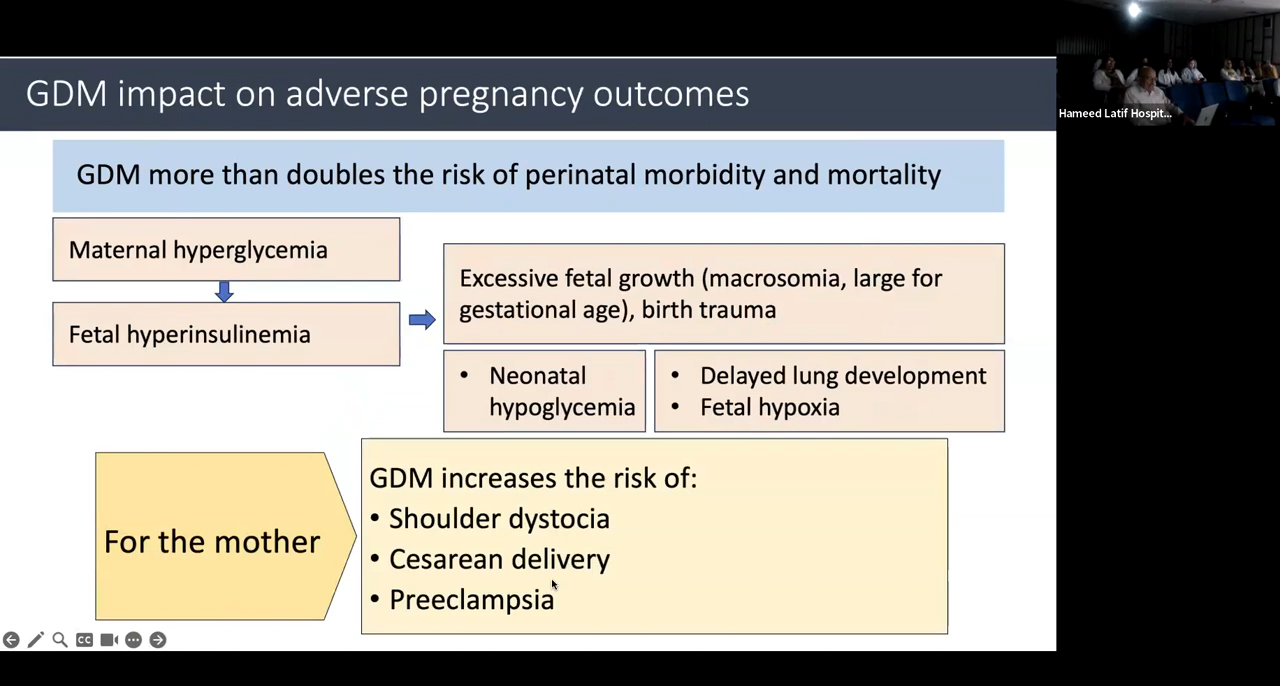 GDM impact on adverse pregnancy outcomes
Hameed Latif Hospit...
GDM more than doubles the risk of perinatal morbidity and mortality
Maternal hyperglycemia
Fetal hyperinsulinemia
Excessive fetal growth (macrosomia, large for
gestational age), birth trauma
• Neonatal
hypoglycemia
• Delayed lung development
• Fetal hypoxia
For the mother
GDM increases the risk of:
• Shoulder dystocia
• Cesarean delivery
• Preeclampsia
CC